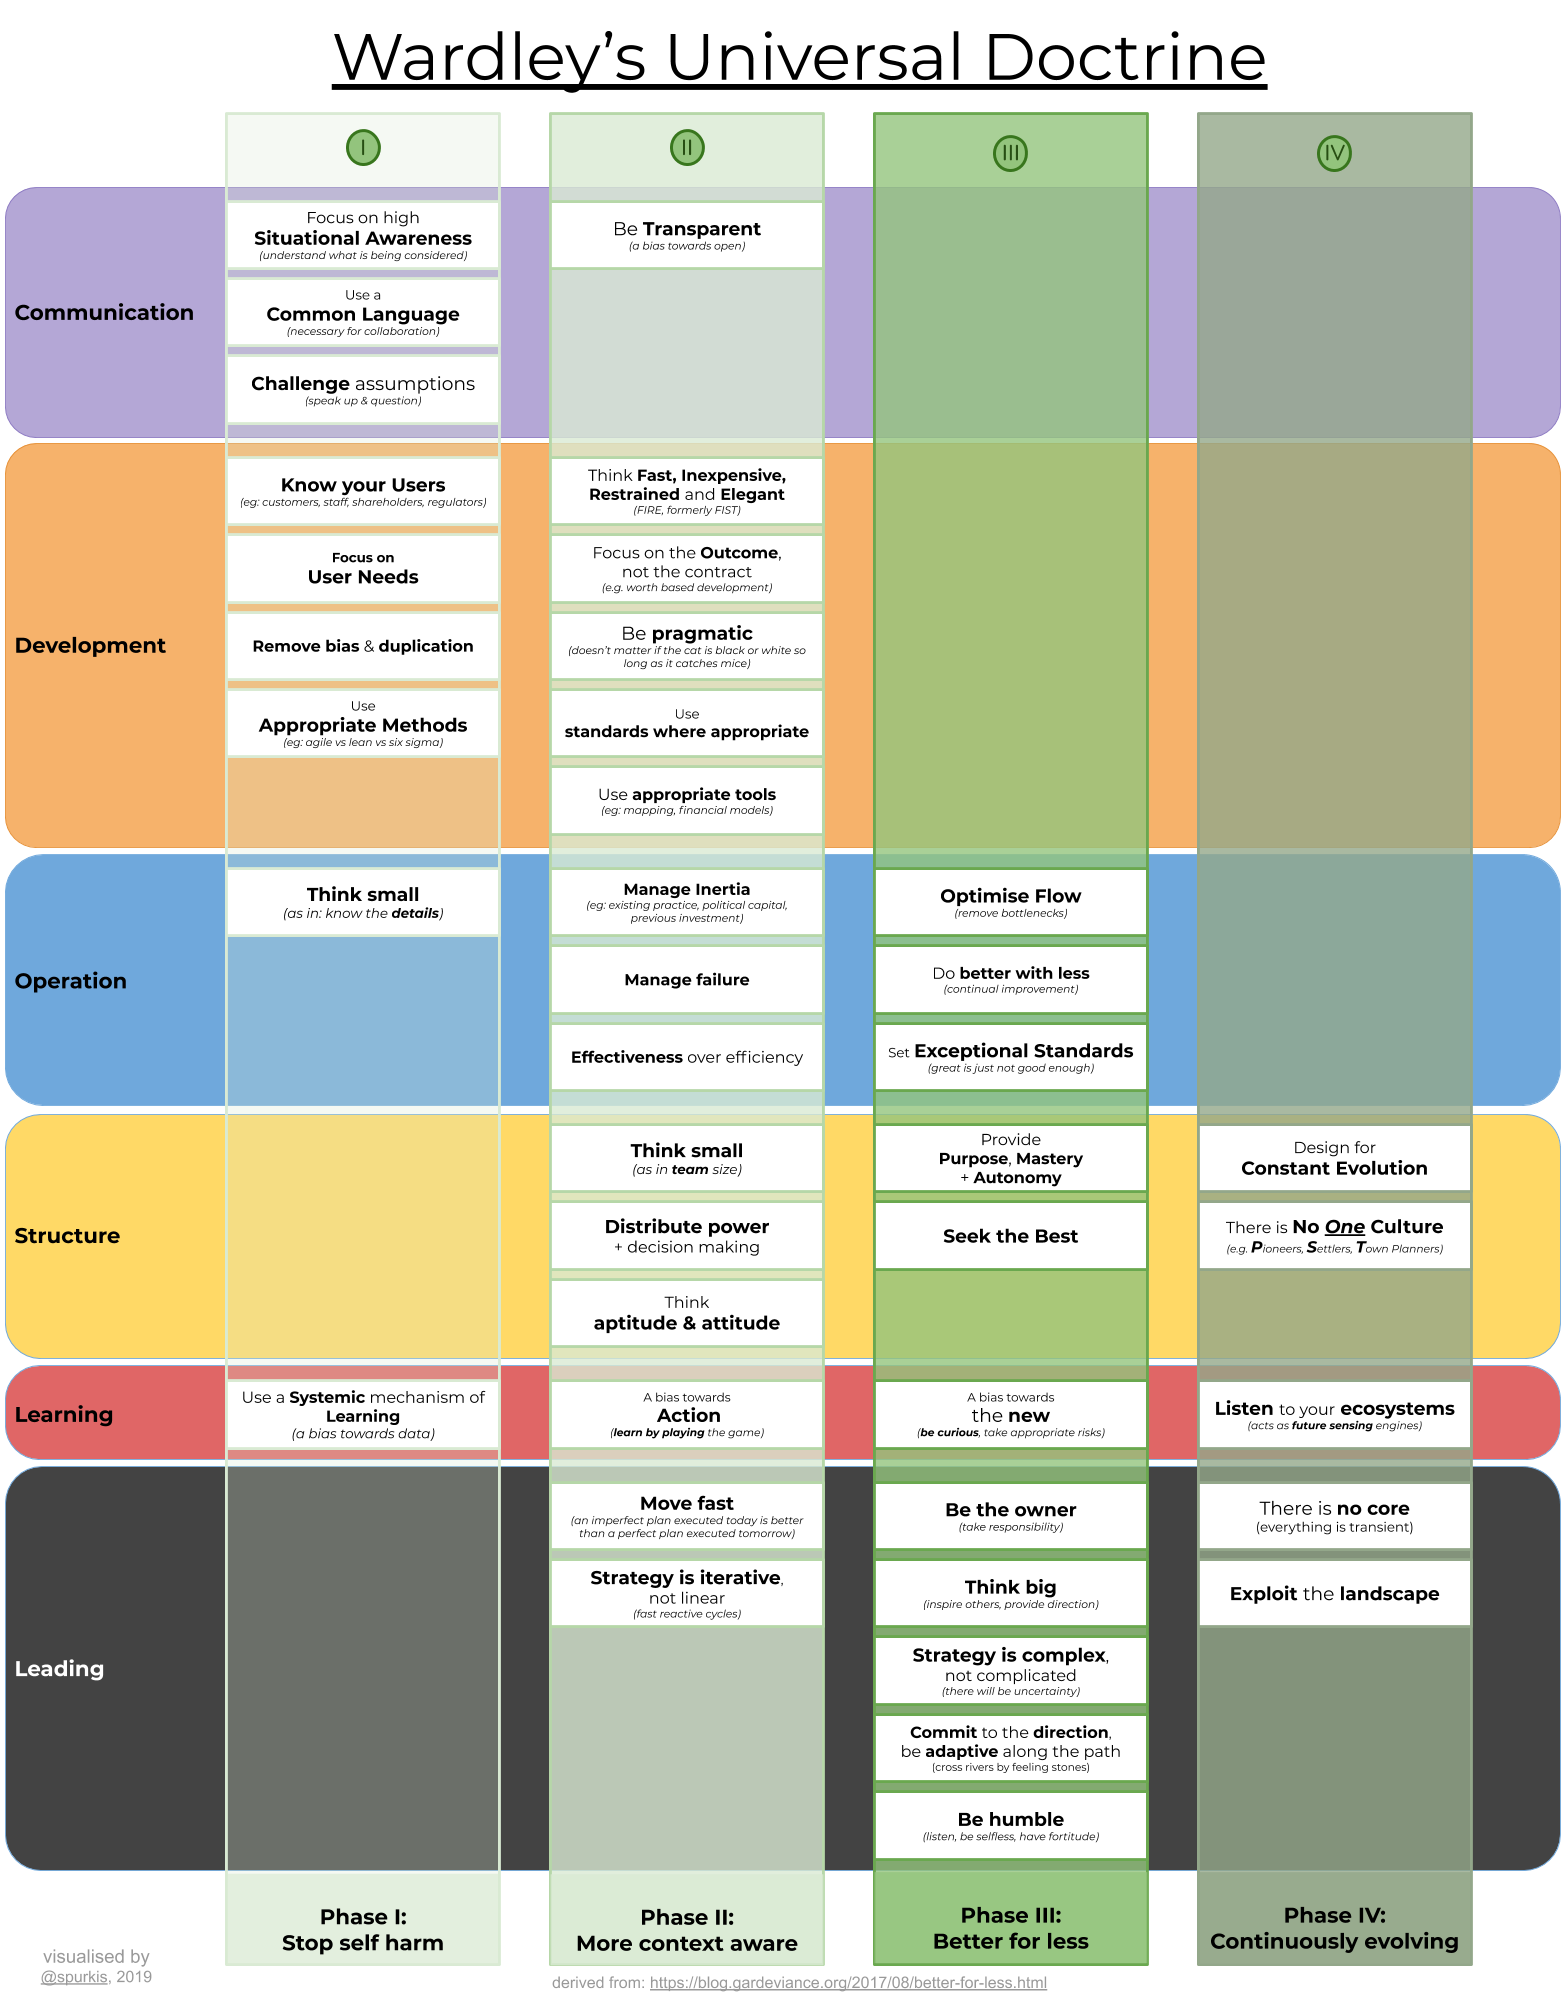 Wardley's Universal Doctrine
I
II
III
IV
Communication
Focus on high
Situational Awareness
(understand what is being considered)
Use a
Common Language
(necessary for collaboration)
Challenge assumptions
(speak up & question)
Be Transparent
(a bias towards open)
Development
Know your Users
(eg: customers, staff, shareholders, regulators)
Focus on
User Needs
Remove bias & duplication
Use
Appropriate Methods
(eg: agile vs lean vs six sigma)
Think Fast, Inexpensive,
Restrained and Elegant
(FIRE, formerly FIST)
Focus on the Outcome,
not the contract
(e.g. worth based development)
Be pragmatic
(doesn't matter if the cat is black or white so
long as it catches mice)
Use
standards where appropriate
Use appropriate tools
(eg: mapping, financial models)
Operation
Think small
(as in: know the details)
Manage Inertia
(eg: existing practice, political capital,
previous investment)
Manage failure
Effectiveness over efficiency
Optimise Flow
(remove bottlenecks)
Do better with less
(continual improvement)
Set Exceptional Standards
(great is just not good enough)
Structure
Think small
(as in team size)
Distribute power
+ decision making
Think
aptitude & attitude
Provide
Purpose, Mastery
+ Autonomy
Seek the Best
Design for
Constant Evolution
There is No One Culture
(e.g. Pioneers, Settlers, Town Planners)
Learning
Use a Systemic mechanism of
Learning
(a bias towards data)
A bias towards
Action
(learn by playing the game)
A bias towards
the new
(be curious, take appropriate risks)
Listen to your ecosystems
(acts as future sensing engines)
Leading
Move fast
(an imperfect plan executed today is better
than a perfect plan executed tomorrow)
Strategy is iterative,
not linear
(fast reactive cycles)
Be the owner
(take responsibility)
Think big
(inspire others, provide direction)
Strategy is complex,
not complicated
(there will be uncertainty)
Commit to the direction,
be adaptive along the path
(cross rivers by feeling stones)
Be humble
(listen, be selfless, have fortitude)
There is no core
(everything is transient)
Exploit the landscape
Phase I:
Stop self harm
Phase II:
More context aware
Phase III:
Better for less
Phase IV:
Continuously evolving
visualised by
@spurkis, 2019
derived from: https://blog.gardeviance.org/2017/08/better-for-less.html